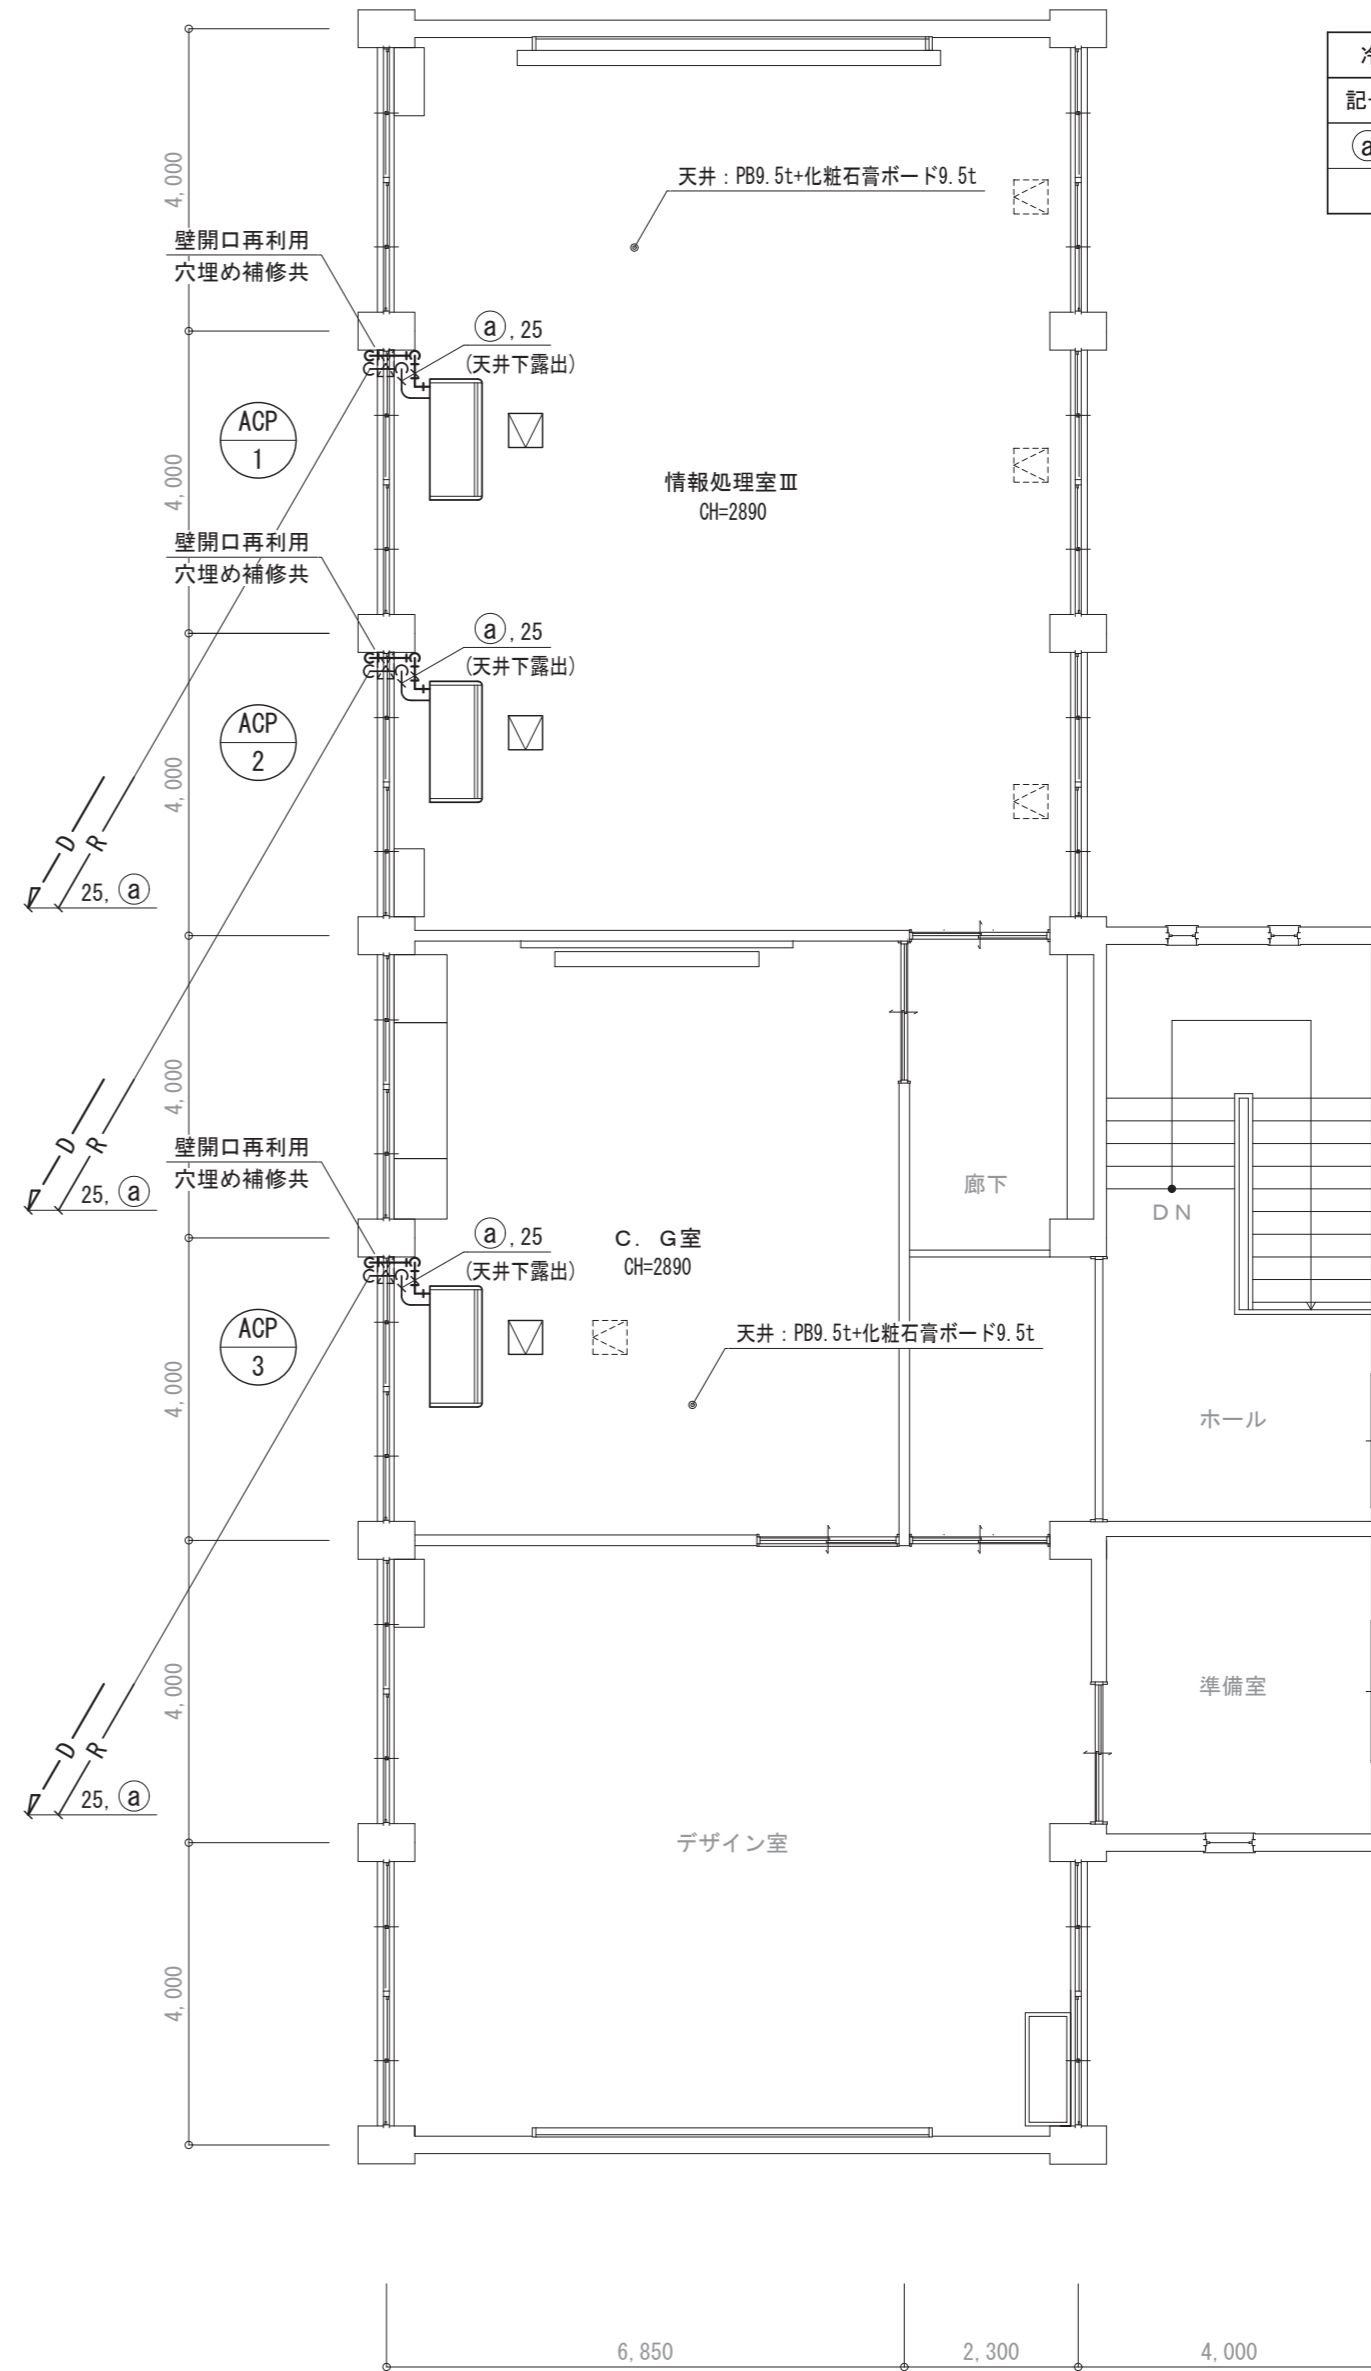 4,000
天井：PB9.5t+化粧石膏ボード9.5t
壁開口再利用
穴埋め補修共
ⓐ,25
(天井下露出)
ACP
1
4,000
情報処理室Ⅲ
CH=2890
壁開口再利用
穴埋め補修共
ⓐ,25
(天井下露出)
ACP
2
4,000
D
R
25,ⓐ
4,000
D
R
25,ⓐ
壁開口再利用
穴埋め補修共
ⓐ,25
(天井下露出)
C．G室
CH=2890
廊下
DN
ACP
3
天井：PB9.5t+化粧石膏ボード9.5t
4,000
ホール
4,000
準備室
D
R
25,ⓐ
デザイン室
4,000
6,850
2,300
4,000
ⓐ